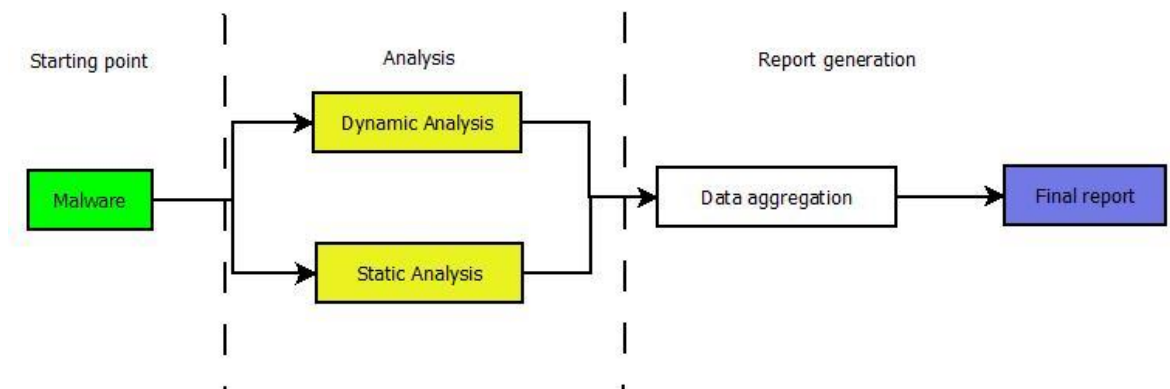 Starting point
Analysis
Report generation
Dynamic Analysis
Malware
Data aggregation
Final report
Static Analysis